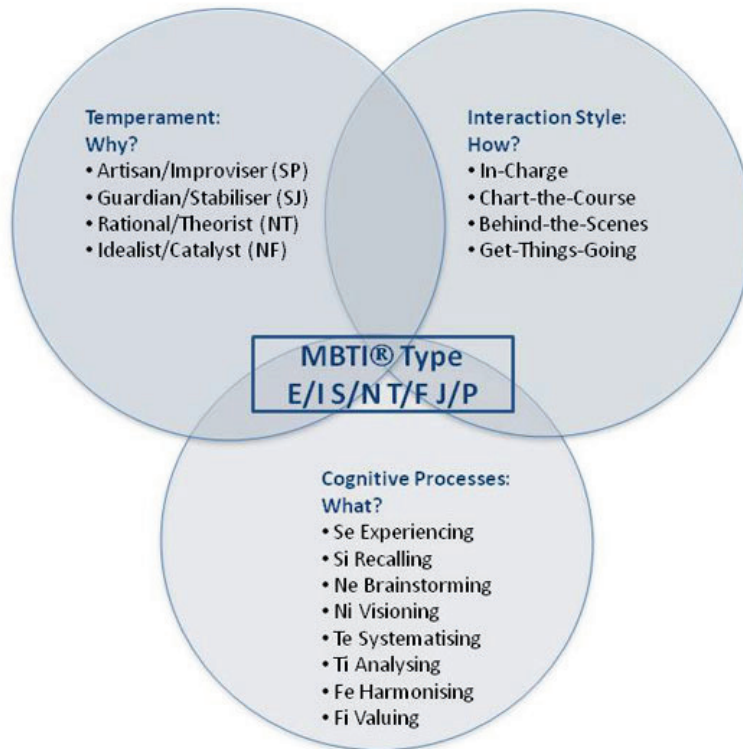 Temperament:
Why?
• Artisan/Improviser (SP)
• Guardian/Stabiliser (SJ)
• Rational/Theorist (NT)
• Idealist/Catalyst (NF)
Interaction Style:
How?
• In-Charge
• Chart-the-Course
• Behind-the-Scenes
• Get-Things-Going
MBTI® Type
E/I S/N T/F J/P
Cognitive Processes:
What?
• Se Experiencing
• Si Recalling
• Ne Brainstorming
• Ni Visioning
• Te Systematising
• Ti Analysing
• Fe Harmonising
• Fi Valuing